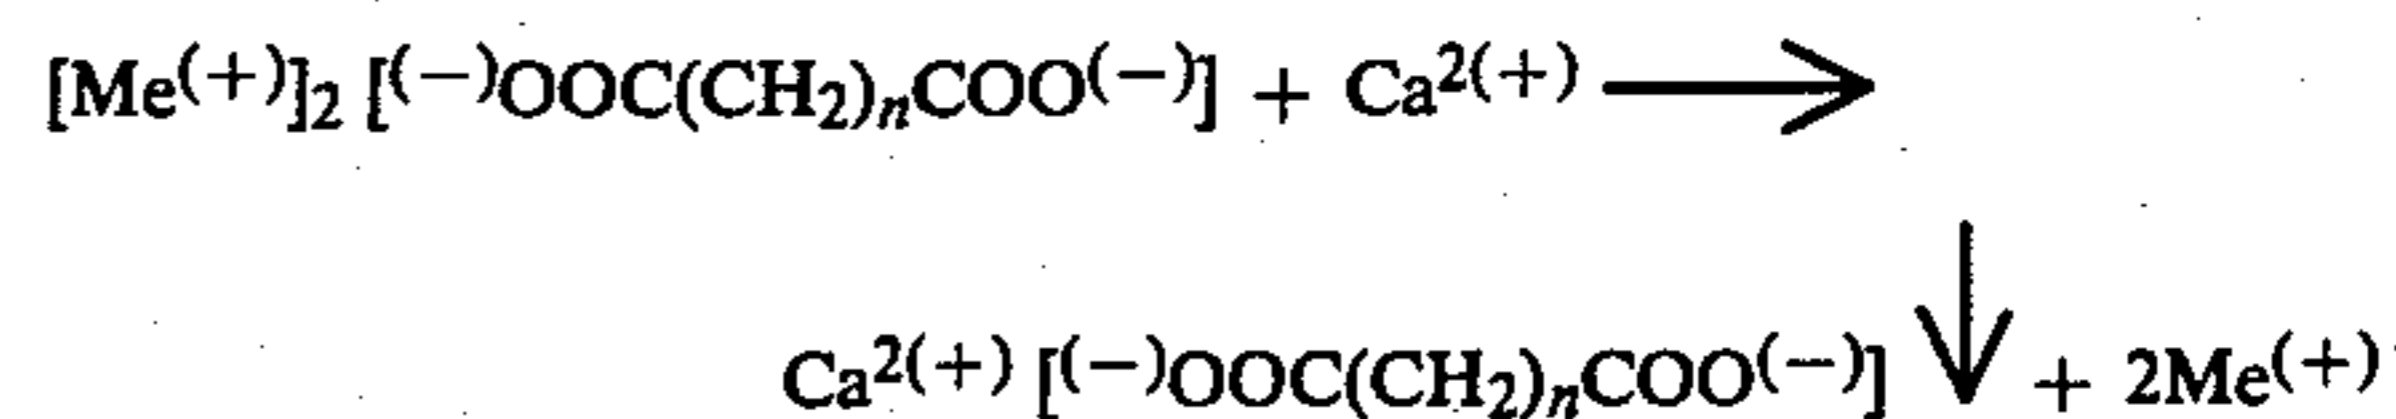 [Me⁽⁺⁾]₂ [⁽⁻⁾OOC(CH₂)ₙCOO⁽⁻⁾] + Ca²⁽⁺⁾ ⟶
Ca²⁽⁺⁾ [⁽⁻⁾OOC(CH₂)ₙCOO⁽⁻⁾] ↓ + 2Me⁽⁺⁾